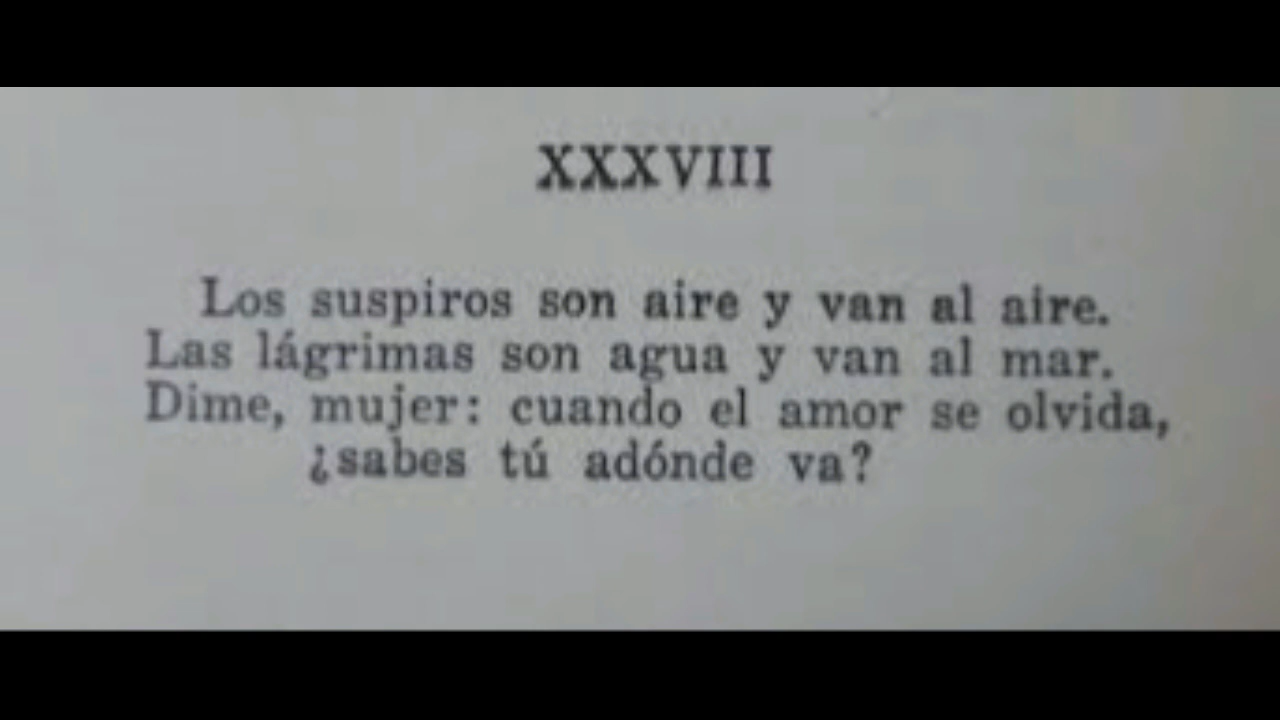 XXXVIII
Los suspiros son aire y van al aire.
Las lágrimas son agua y van al mar.
Dime, mujer: cuando el amor se olvida,
¿sabes tú adónde va?